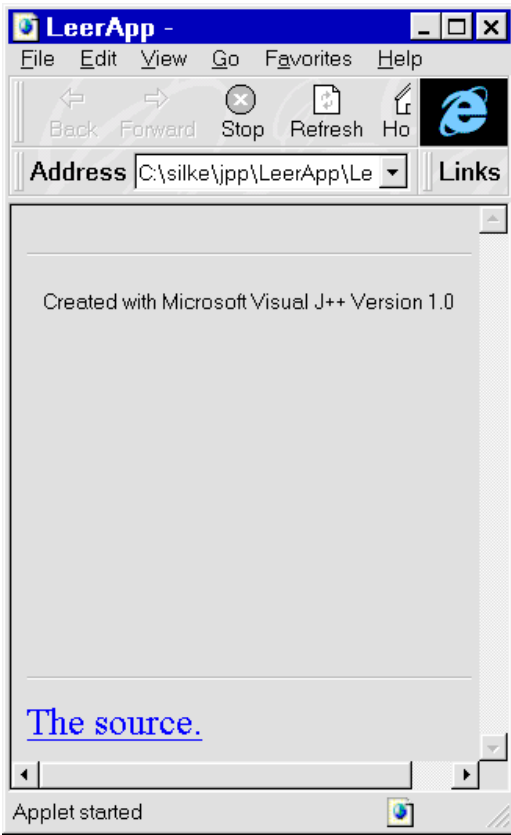 LeerApp -
File Edit View Go Favorites Help
Back Forward Stop Refresh Ho
Address C:\silke\jpp\LeerApp\Le Links
Created with Microsoft Visual J++ Version 1.0
The source.
Applet started